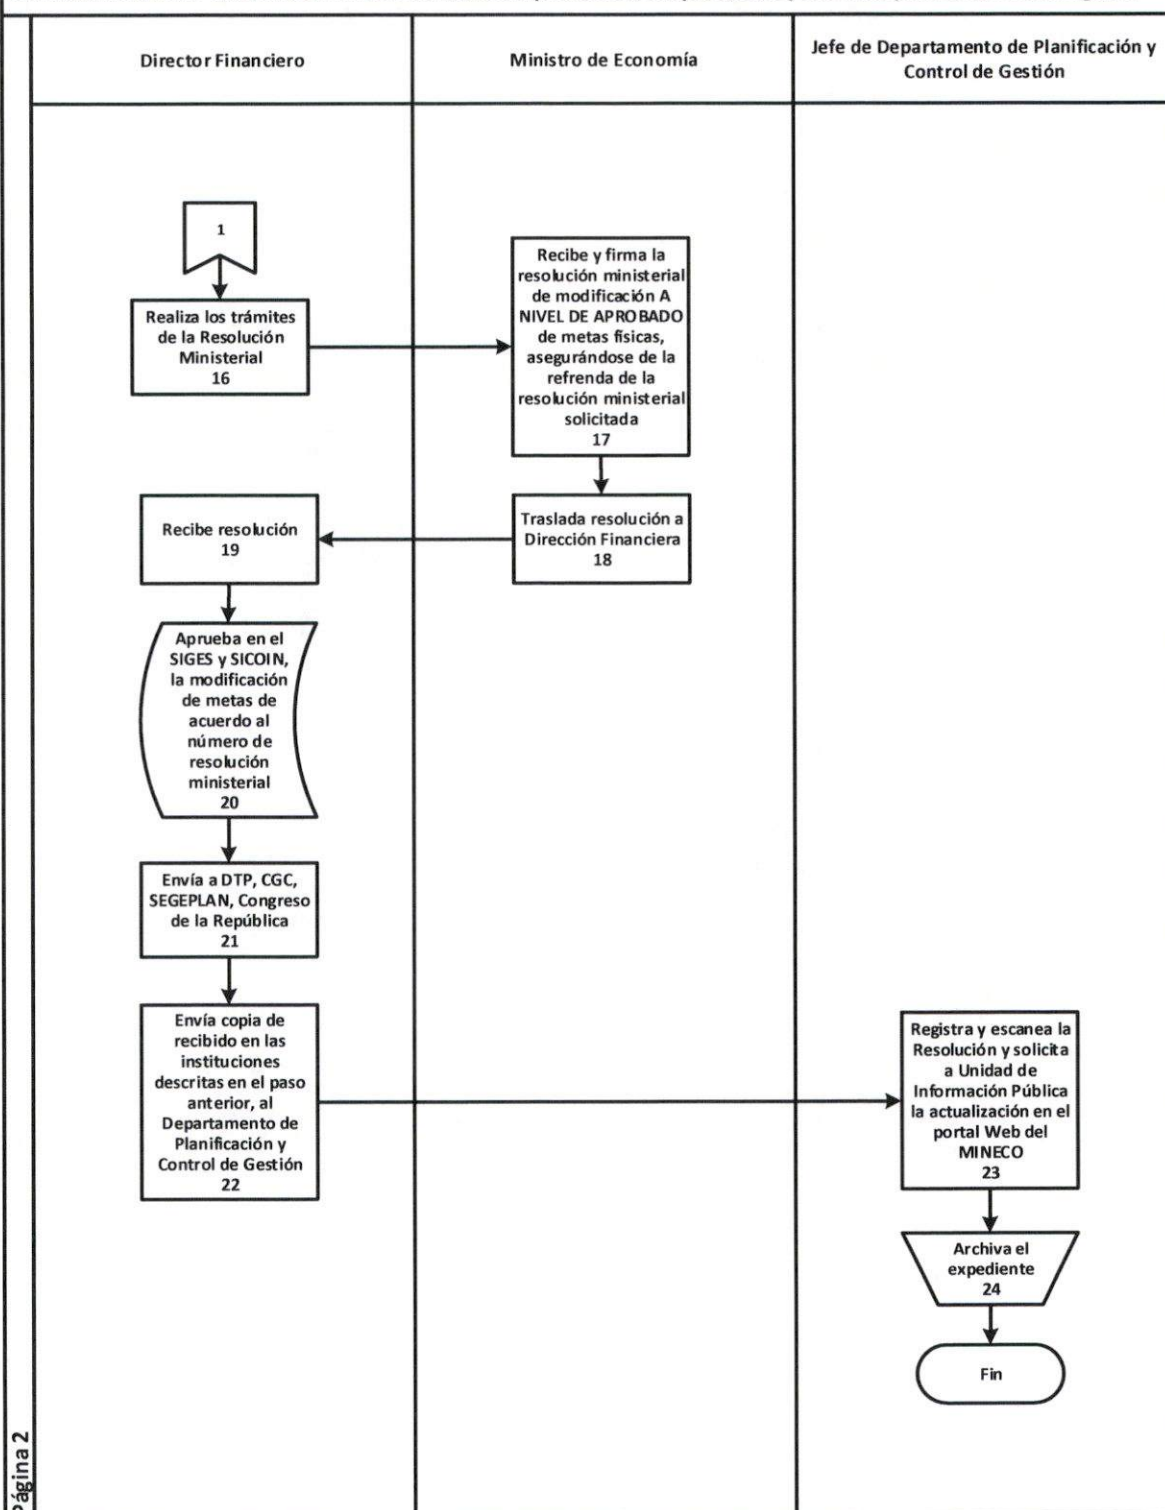 Director Financiero
Ministro de Economía
Jefe de Departamento de Planificación y
Control de Gestión
1
Realiza los trámites
de la Resolución
Ministerial
16
Recibe y firma la
resolución ministerial
de modificación A
NIVEL DE APROBADO
de metas físicas,
asegurándose de la
refrenda de la
resolución ministerial
solicitada
17
Traslada resolución a
Dirección Financiera
18
Recibe resolución
19
Aprueba en el
SIGES y SICOIN,
la modificación
de metas de
acuerdo al
número de
resolución
ministerial
20
Envía a DTP, CGC,
SEGEPLAN, Congreso
de la República
21
Envía copia de
recibido en las
instituciones
descritas en el paso
anterior, al
Departamento de
Planificación y
Control de Gestión
22
Registra y escanea la
Resolución y solicita
a Unidad de
Información Pública
la actualización en el
portal Web del
MINECO
23
Archiva el
expediente
24
Fin
Página 2